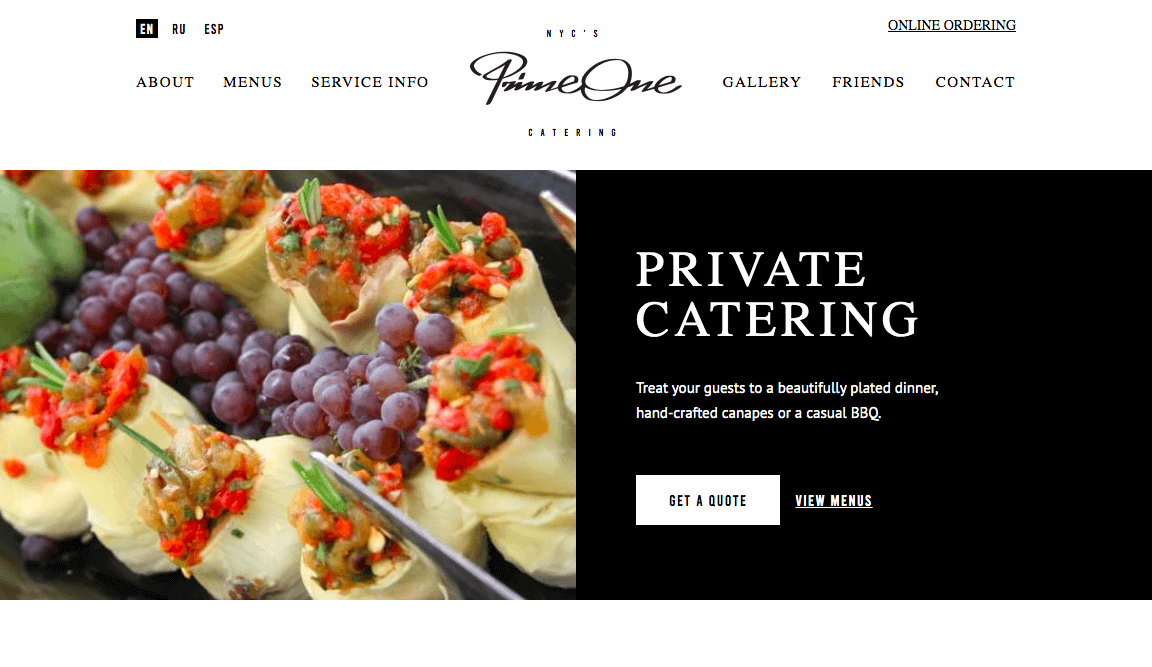 EN RU ESP
NYC'S
ONLINE ORDERING
ABOUT MENUS SERVICE INFO
PrimeOne
GALLERY FRIENDS CONTACT
CATERING
PRIVATE
CATERING
Treat your guests to a beautifully plated dinner,
hand-crafted canapes or a casual BBQ.
GET A QUOTE VIEW MENUS